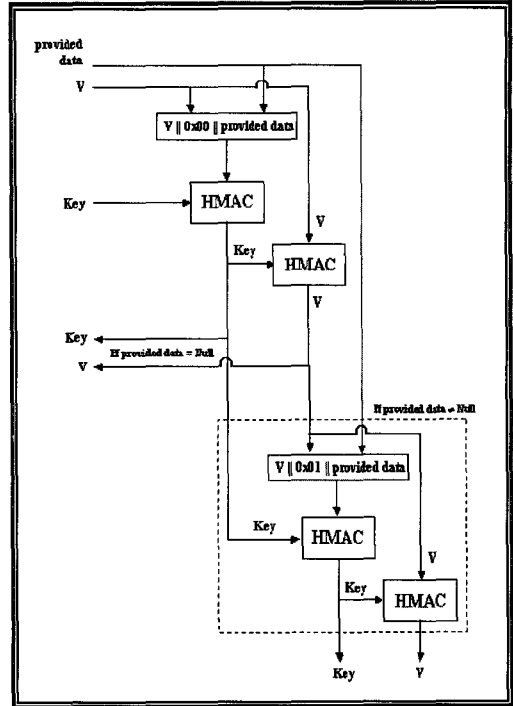 provided
data
V
V || 0x00 || provided data
Key
HMAC
V
Key
HMAC
V
Key
If provided data = Null
V
If provided data ≠ Null
V || 0x01 || provided data
Key
HMAC
V
Key
HMAC
Key
V